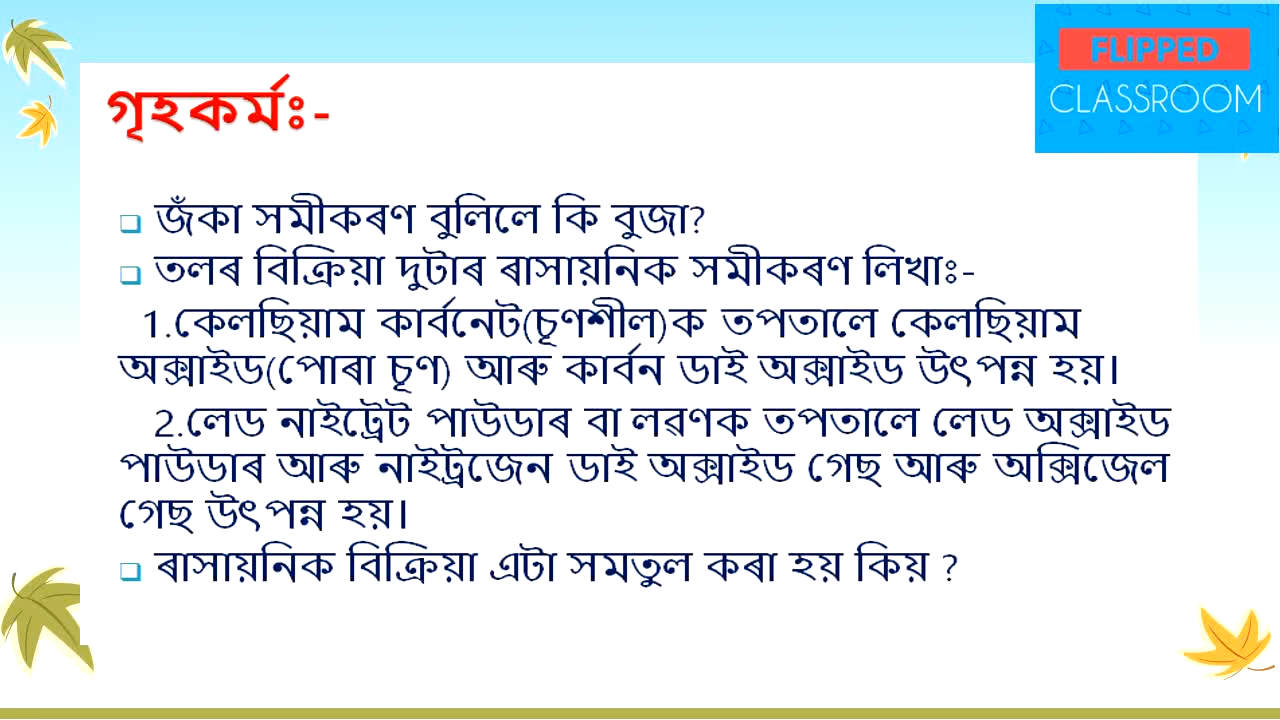 FLIPPED
CLASSROOM
গৃহকৰ্মঃ-
জঁকা সমীকৰণ বুলিলে কি বুজা?
তলৰ বিক্ৰিয়া দুটাৰ ৰাসায়নিক সমীকৰণ লিখাঃ-
1.কেলছিয়াম কাৰ্বনেট(চূণশীল)ক তপতালে কেলছিয়াম
অক্সাইড(পোৰা চূণ) আৰু কাৰ্বন ডাই অক্সাইড উৎপন্ন হয়।
2.লেড নাইট্ৰেট পাউডাৰ বা লৱণক তপতালে লেড অক্সাইড
পাউডাৰ আৰু নাইট্ৰজেন ডাই অক্সাইড গেছ আৰু অক্সিজেল
গেছ উৎপন্ন হয়।
ৰাসায়নিক বিক্ৰিয়া এটা সমতুল কৰা হয় কিয় ?